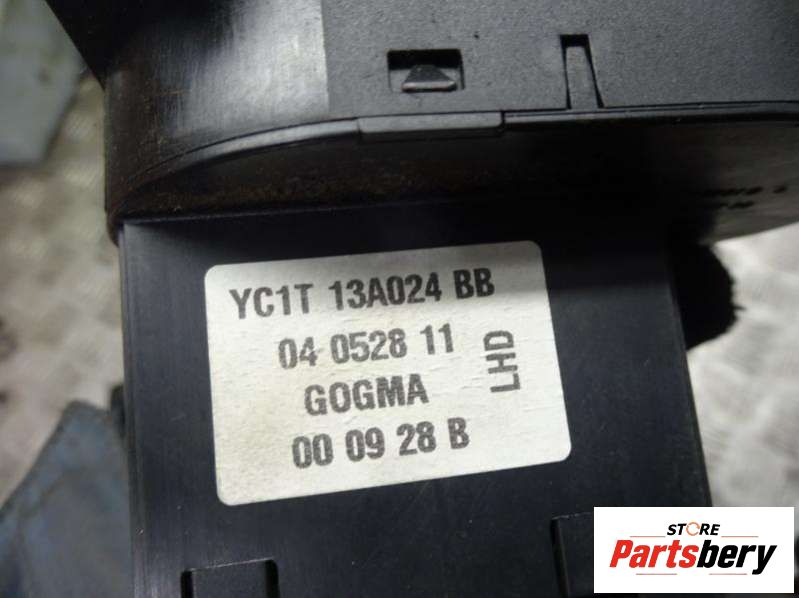 YC1T 13A024 BB
04 0528 11
LHD
GOGMA
00 09 28 B
STORE
Partsbery